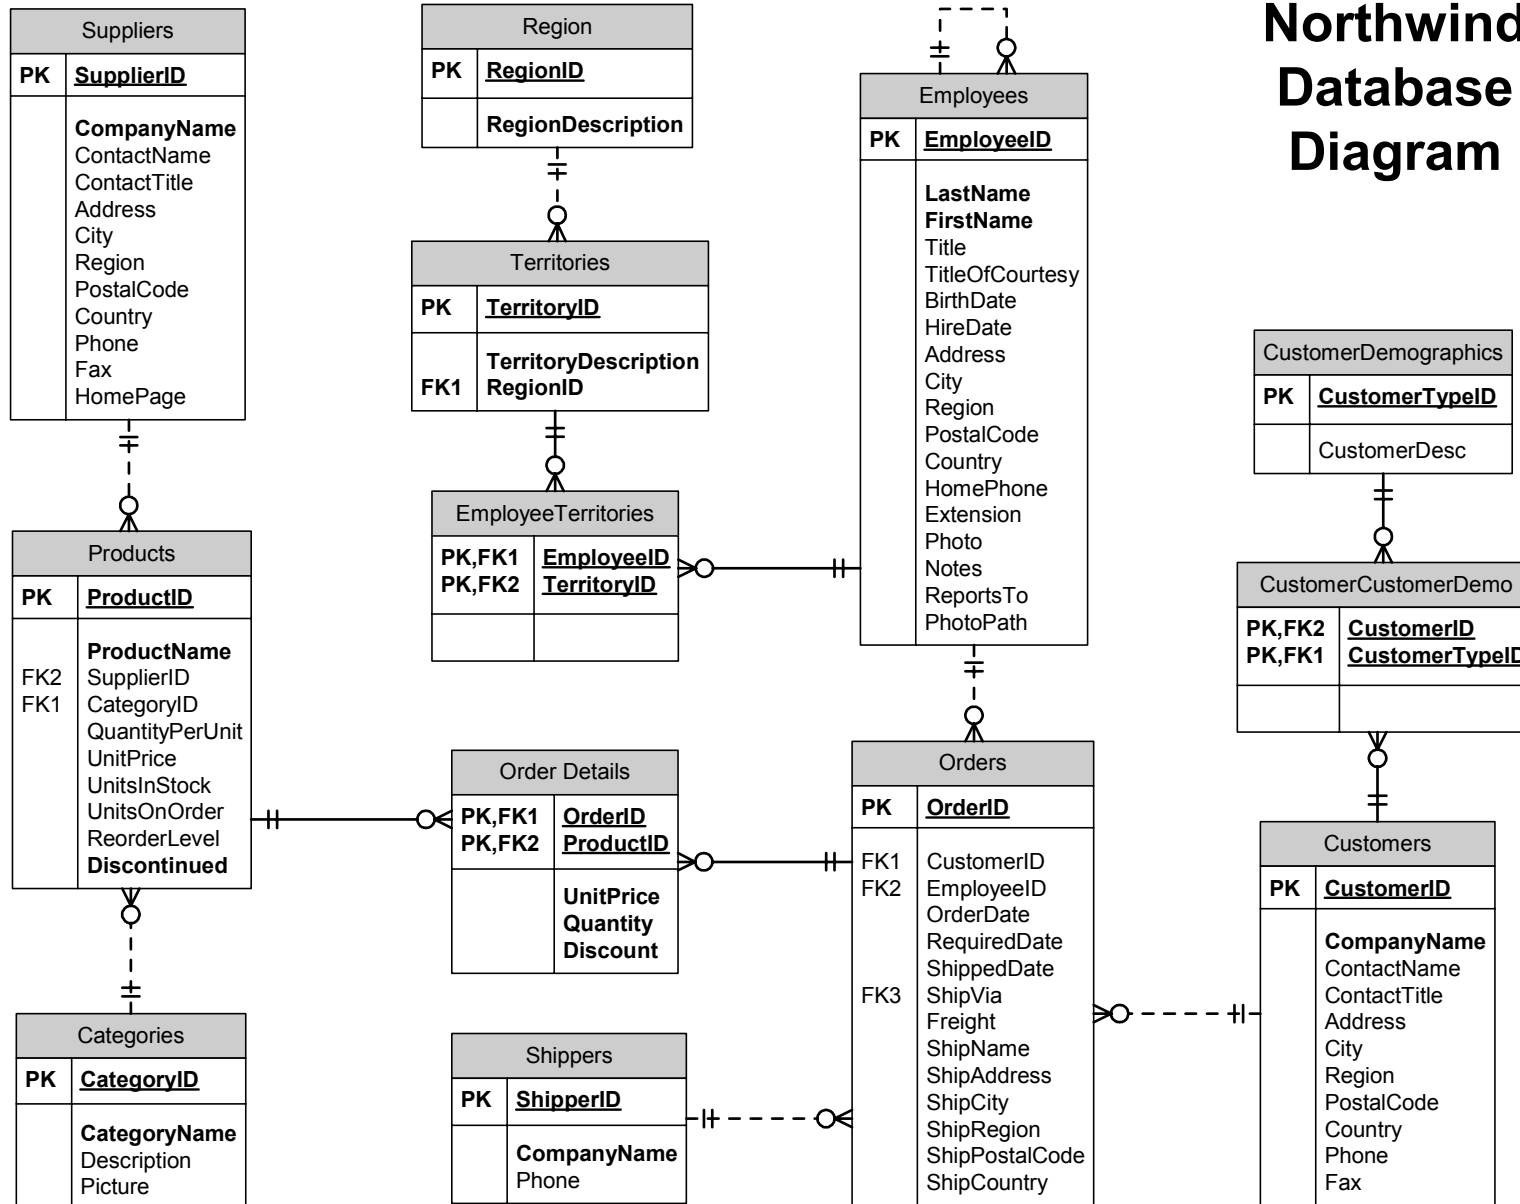 Northwind
Database
Diagram
Suppliers
PK SupplierID
CompanyName
ContactName
ContactTitle
Address
City
Region
PostalCode
Country
Phone
Fax
HomePage
Region
PK RegionID
RegionDescription
Territories
PK TerritoryID
TerritoryDescription
FK1 RegionID
EmployeeTerritories
PK,FK1 EmployeeID
PK,FK2 TerritoryID
Employees
PK EmployeeID
LastName
FirstName
Title
TitleOfCourtesy
BirthDate
HireDate
Address
City
Region
PostalCode
Country
HomePhone
Extension
Photo
Notes
ReportsTo
PhotoPath
CustomerDemographics
PK CustomerTypeID
CustomerDesc
CustomerCustomerDemo
PK,FK2 CustomerID
PK,FK1 CustomerTypeID
Products
PK ProductID
ProductName
FK2 SupplierID
FK1 CategoryID
QuantityPerUnit
UnitPrice
UnitsInStock
UnitsOnOrder
ReorderLevel
Discontinued
Order Details
PK,FK1 OrderID
PK,FK2 ProductID
UnitPrice
Quantity
Discount
Orders
PK OrderID
FK1 CustomerID
FK2 EmployeeID
OrderDate
RequiredDate
ShippedDate
FK3 ShipVia
Freight
ShipName
ShipAddress
ShipCity
ShipRegion
ShipPostalCode
ShipCountry
Customers
PK CustomerID
CompanyName
ContactName
ContactTitle
Address
City
Region
PostalCode
Country
Phone
Fax
Categories
PK CategoryID
CategoryName
Description
Picture
Shippers
PK ShipperID
CompanyName
Phone